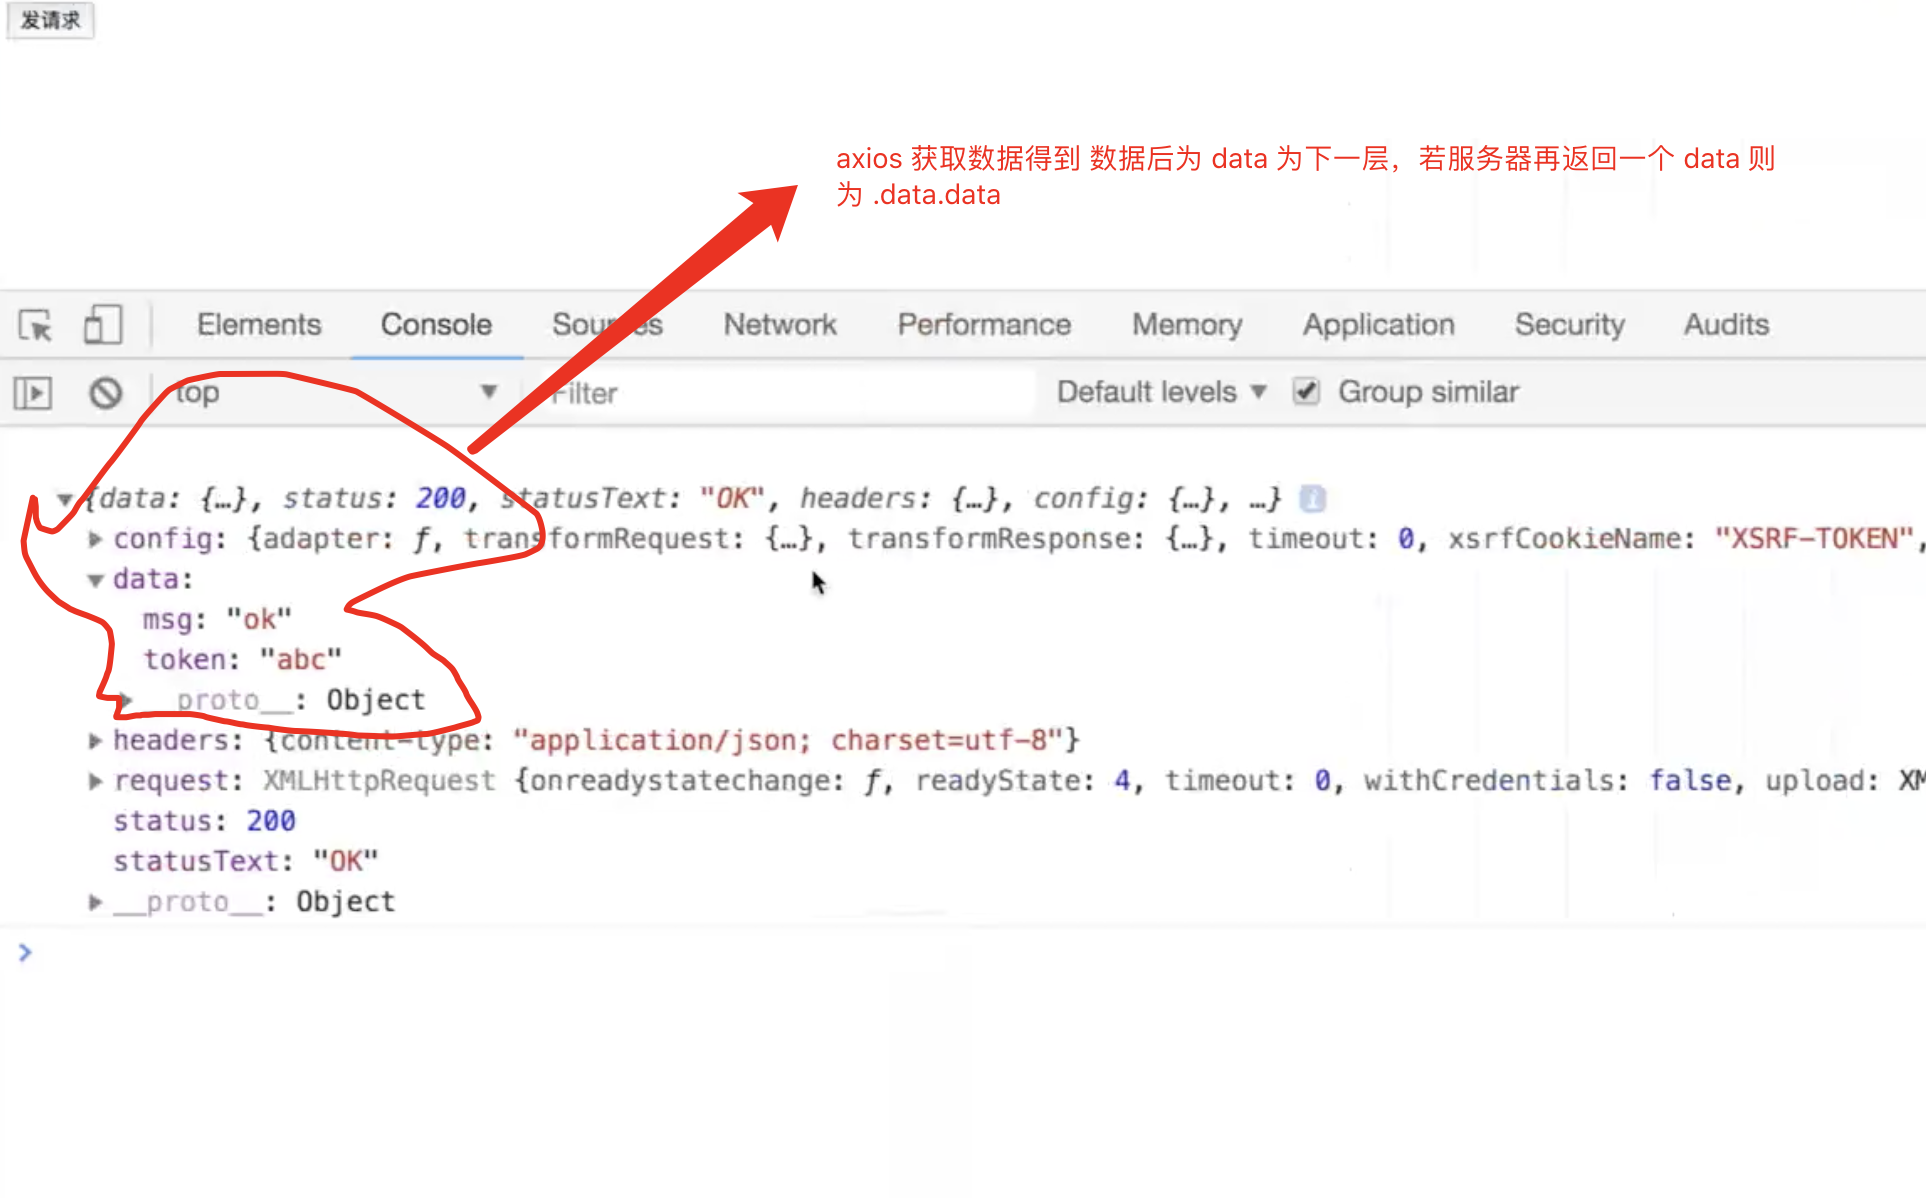 发请求
axios 获取数据得到 数据后为 data 为下一层，若服务器再返回一个 data 则
为 .data.data
Elements Console Sources Network Performance Memory Application Security Audits
top Filter Default levels Group similar
{data: {…}, status: 200, statusText: "OK", headers: {…}, config: {…}, …}
config: {adapter: ƒ, transformRequest: {…}, transformResponse: {…}, timeout: 0, xsrfCookieName: "XSRF-TOKEN",
data:
msg: "ok"
token: "abc"
__proto__: Object
headers: {content-type: "application/json; charset=utf-8"}
request: XMLHttpRequest {onreadystatechange: ƒ, readyState: 4, timeout: 0, withCredentials: false, upload: XM
status: 200
statusText: "OK"
__proto__: Object